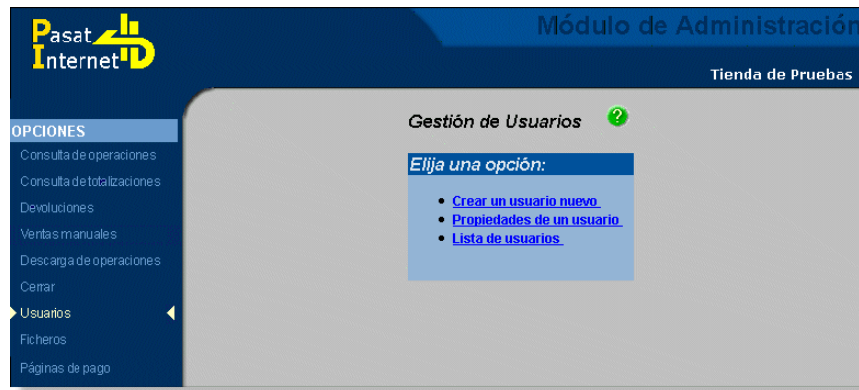 Pasat
Internet
Módulo de Administración
Tienda de Pruebas
OPCIONES
Consulta de operaciones
Consulta de totalizaciones
Devoluciones
Ventas manuales
Descarga de operaciones
Cerrar
Usuarios
Ficheros
Páginas de pago
Gestión de Usuarios ?
Elija una opción:
• Crear un usuario nuevo
• Propiedades de un usuario
• Lista de usuarios